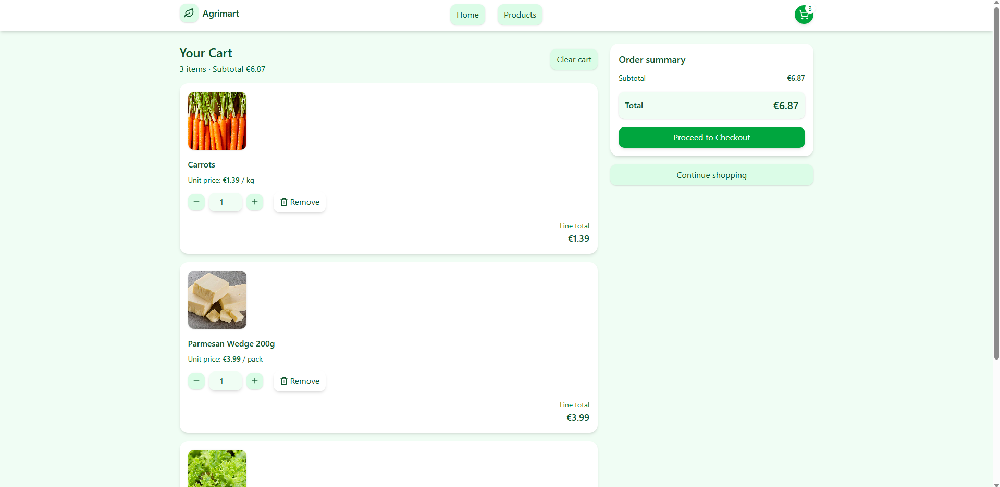 Agrimart
Home
Products
3
Your Cart
3 items · Subtotal €6.87
Clear cart
Carrots
Unit price: €1.39 / kg
1
Remove
Line total
€1.39
Parmesan Wedge 200g
Unit price: €3.99 / pack
1
Remove
Line total
€3.99
Order summary
Subtotal €6.87
Total €6.87
Proceed to Checkout
Continue shopping